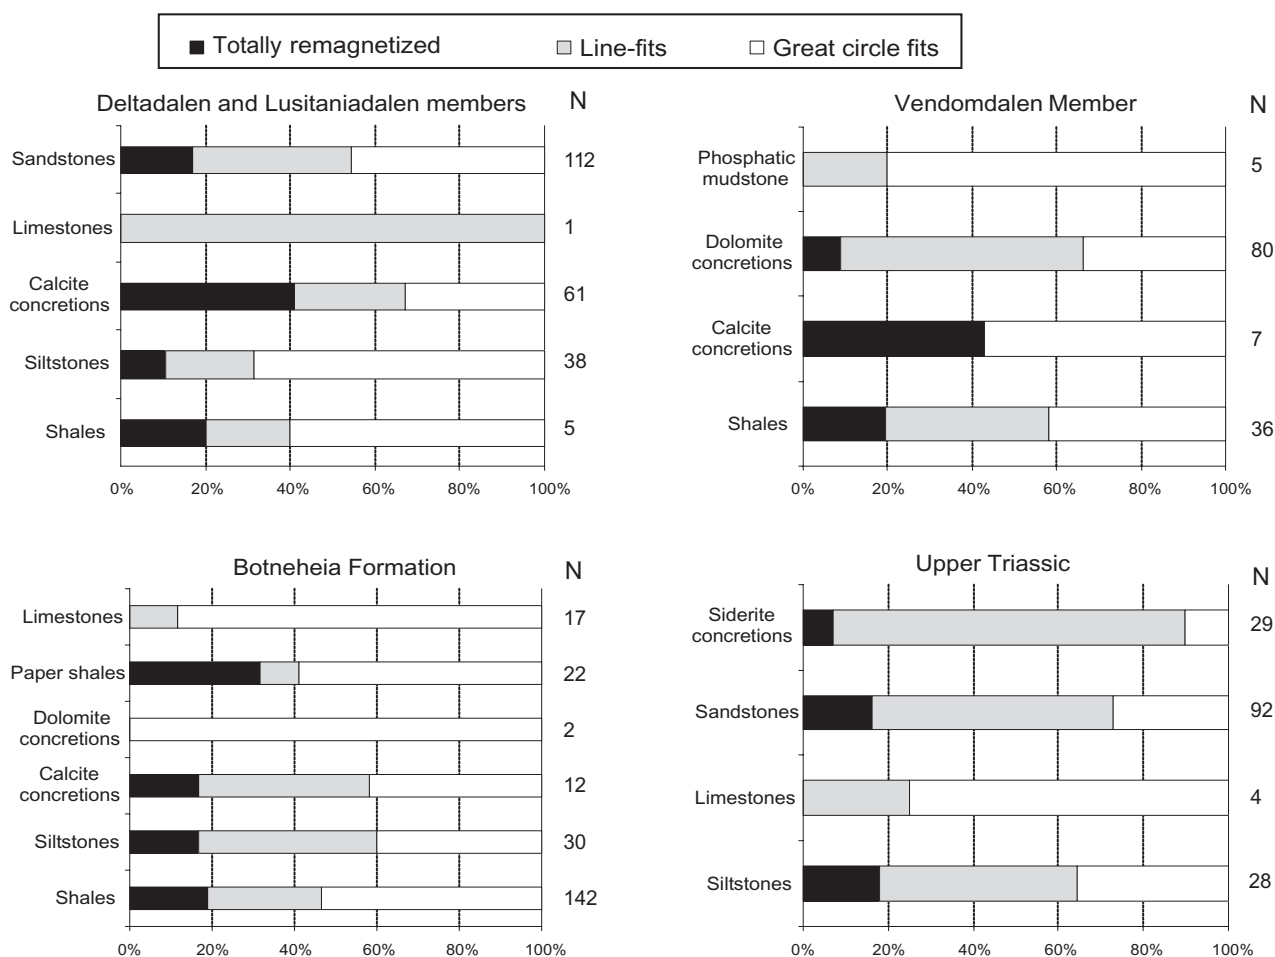 Totally remagnetized Line-fits Great circle fits
Deltadalen and Lusitaniadalen members N
Sandstones 112
Limestones 1
Calcite
concretions 61
Siltstones 38
Shales 5
0% 20% 40% 60% 80% 100%
Vendomdalen Member N
Phosphatic
mudstone 5
Dolomite
concretions 80
Calcite
concretions 7
Shales 36
0% 20% 40% 60% 80% 100%
Botneheia Formation N
Limestones 17
Paper shales 22
Dolomite
concretions 2
Calcite
concretions 12
Siltstones 30
Shales 142
0% 20% 40% 60% 80% 100%
Upper Triassic N
Siderite
concretions 29
Sandstones 92
Limestones 4
Siltstones 28
0% 20% 40% 60% 80% 100%